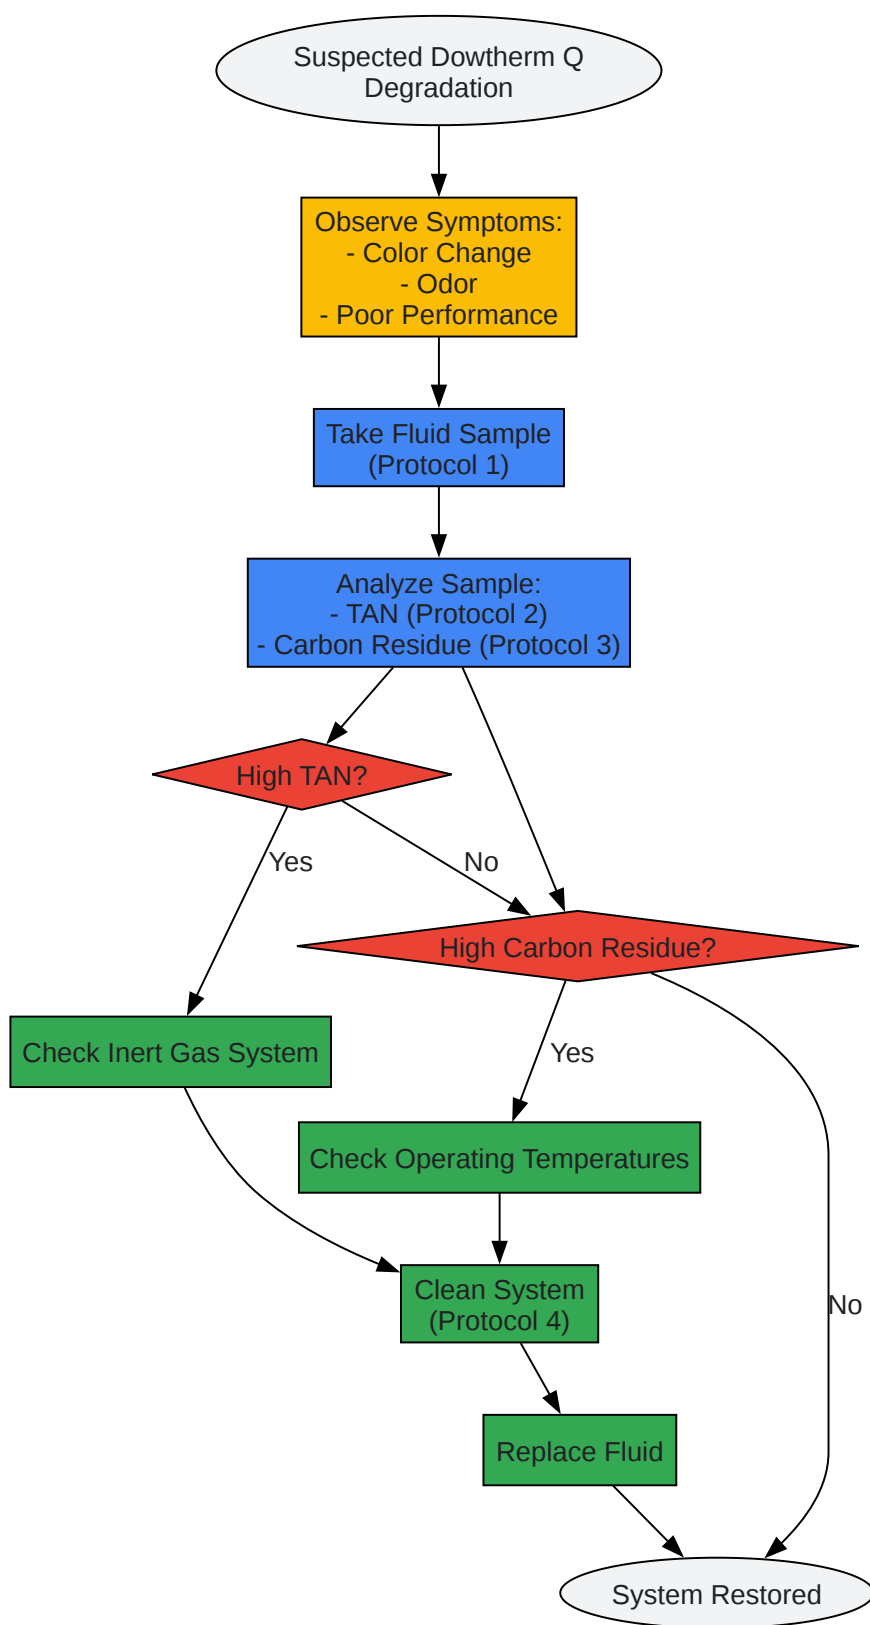 Suspected Dowtherm Q
Degradation
Observe Symptoms:
- Color Change
- Odor
- Poor Performance
Take Fluid Sample
(Protocol 1)
Analyze Sample:
- TAN (Protocol 2)
- Carbon Residue (Protocol 3)
High TAN?
Yes
No
High Carbon Residue?
Check Inert Gas System
Yes
Check Operating Temperatures
Clean System
(Protocol 4)
No
Replace Fluid
System Restored